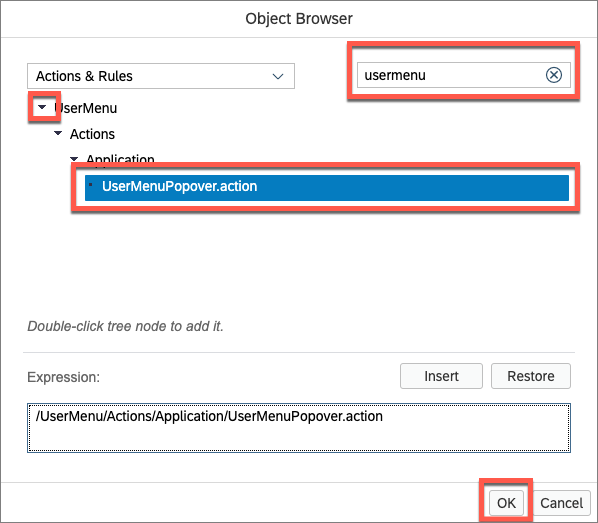 Object Browser
Actions & Rules
usermenu
UserMenu
Actions
Application
UserMenuPopover.action
Double-click tree node to add it.
Expression:
Insert
Restore
/UserMenu/Actions/Application/UserMenuPopover.action
OK
Cancel